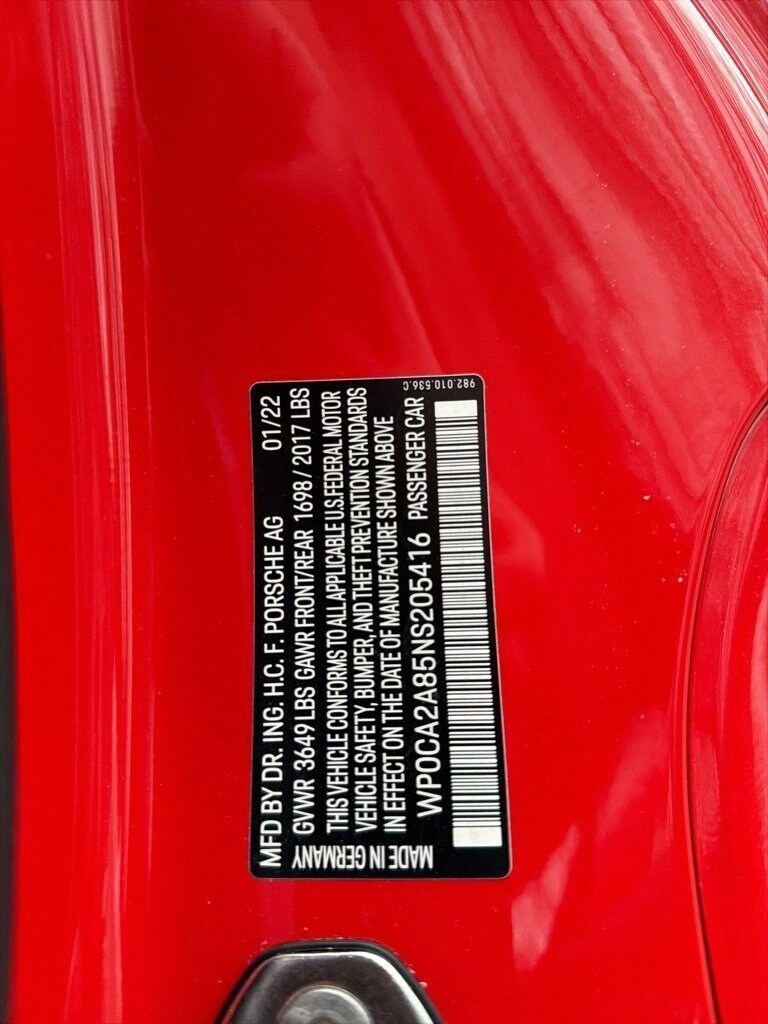 MFD BY DR. ING. H.C. F. PORSCHE AG 01/22
GVWR 3649 LBS GAWR FRONT/REAR 1698/2017 LBS
THIS VEHICLE CONFORMS TO ALL APPLICABLE U.S.FEDERAL MOTOR
VEHICLE SAFETY, BUMPER, AND THEFT PREVENTION STANDARDS
IN EFFECT ON THE DATE OF MANUFACTURE SHOWN ABOVE
WP0CA2A85NS205416 PASSENGER CAR
MADE IN GERMANY
982.010.536.C